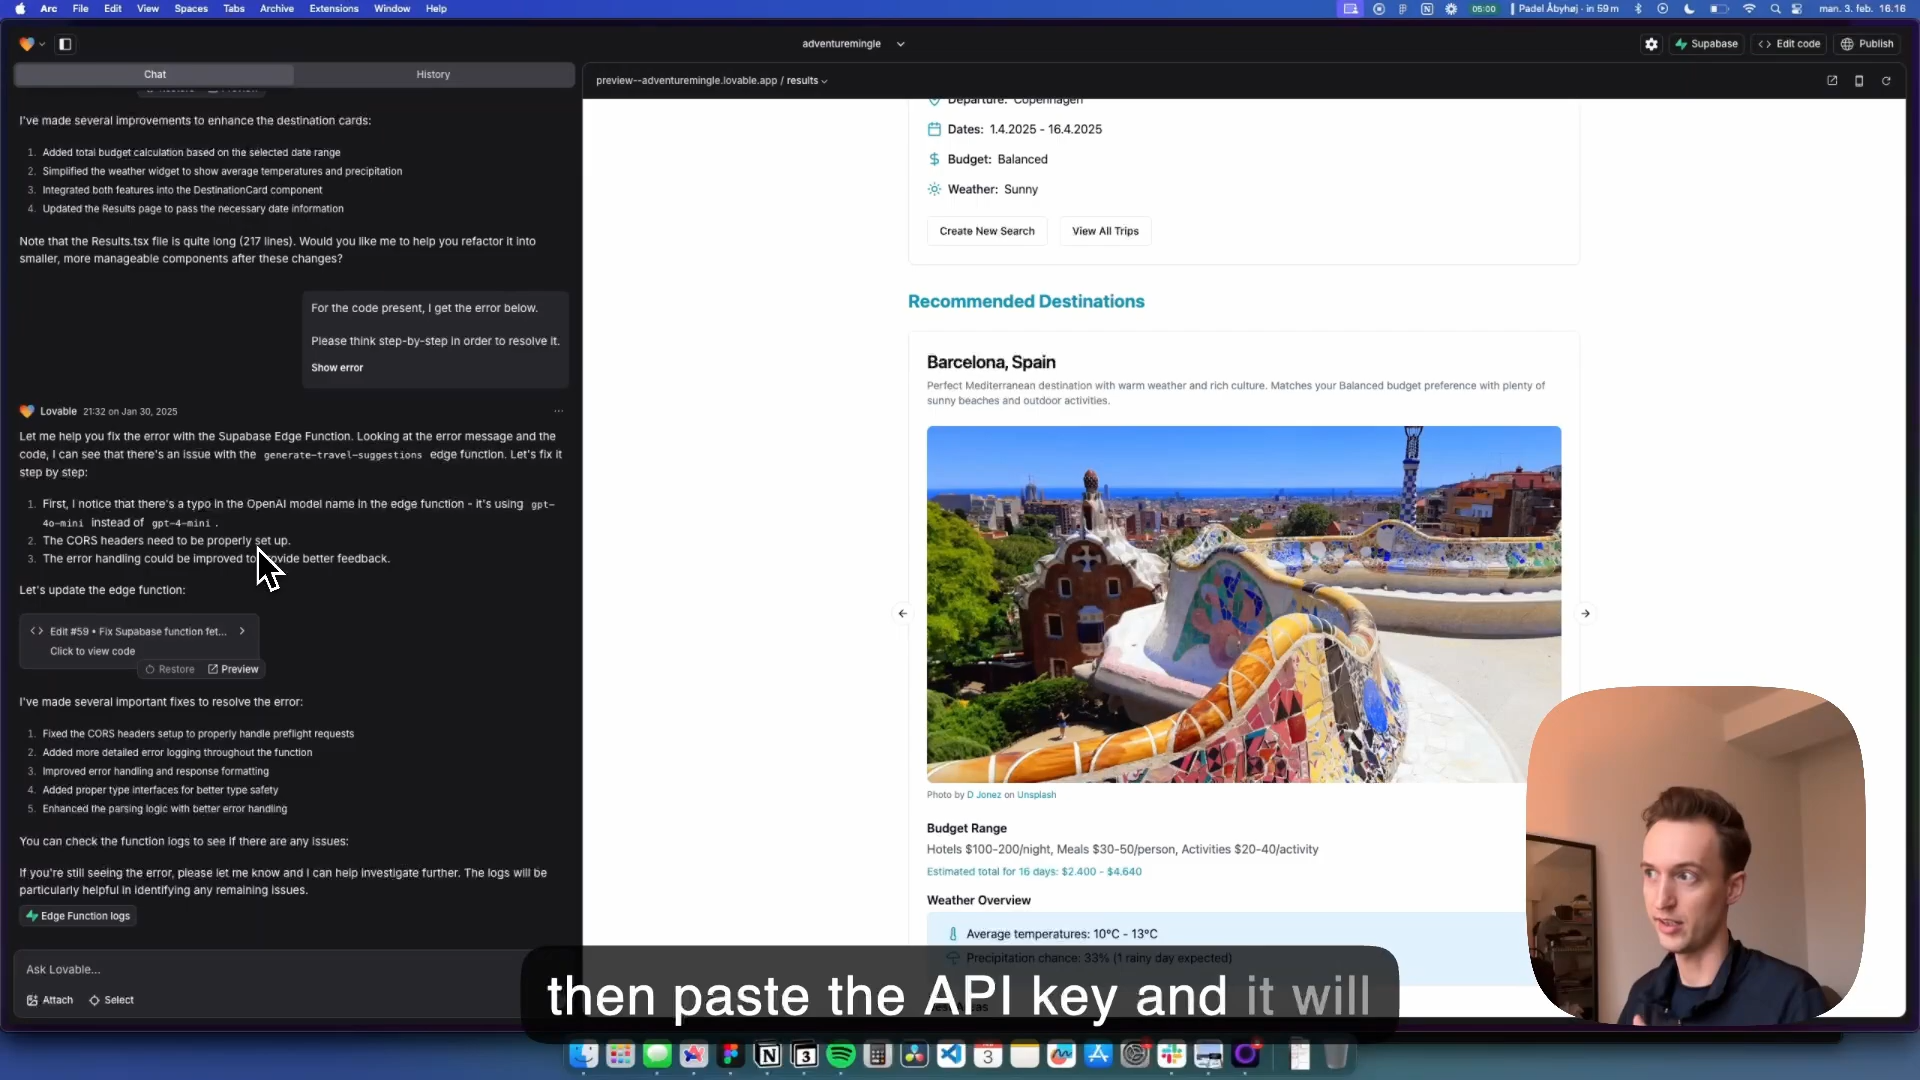 Arc File Edit View Spaces Tabs Archive Extensions Window Help
05:00 Padel Åbyhøj · in 59 m man. 3. feb. 16.16
adventuremingle
Supabase Edit code Publish
Chat History
preview--adventuremingle.lovable.app / results
Restore Preview
I've made several improvements to enhance the destination cards:
1. Added total budget calculation based on the selected date range
2. Simplified the weather widget to show average temperatures and precipitation
3. Integrated both features into the DestinationCard component
4. Updated the Results page to pass the necessary date information
Note that the Results.tsx file is quite long (217 lines). Would you like me to help you refactor it into
smaller, more manageable components after these changes?
For the code present, I get the error below.
Please think step-by-step in order to resolve it.
Show error
Lovable 21:32 on Jan 30, 2025
Let me help you fix the error with the Supabase Edge Function. Looking at the error message and the
code, I can see that there's an issue with the generate-travel-suggestions edge function. Let's fix it
step by step:
1. First, I notice that there's a typo in the OpenAI model name in the edge function - it's using gpt-
4o-mini instead of gpt-4-mini .
2. The CORS headers need to be properly set up.
3. The error handling could be improved to provide better feedback.
Let's update the edge function:
Edit #59 • Fix Supabase function fet...
Click to view code
Restore Preview
I've made several important fixes to resolve the error:
1. Fixed the CORS headers setup to properly handle preflight requests
2. Added more detailed error logging throughout the function
3. Improved error handling and response formatting
4. Added proper type interfaces for better type safety
5. Enhanced the parsing logic with better error handling
You can check the function logs to see if there are any issues:
If you're still seeing the error, please let me know and I can help investigate further. The logs will be
particularly helpful in identifying any remaining issues.
Edge Function logs
Ask Lovable...
Attach Select
Departure: Copenhagen
Dates: 1.4.2025 - 16.4.2025
Budget: Balanced
Weather: Sunny
Create New Search View All Trips
Recommended Destinations
Barcelona, Spain
Perfect Mediterranean destination with warm weather and rich culture. Matches your Balanced budget preference with plenty of
sunny beaches and outdoor activities.
Photo by D Jonez on Unsplash
Budget Range
Hotels $100-200/night, Meals $30-50/person, Activities $20-40/activity
Estimated total for 16 days: $2.400 - $4.640
Weather Overview
Average temperatures: 10°C - 13°C
Precipitation chance: 33% (1 rainy day expected)
then paste the API key and it will
3
3